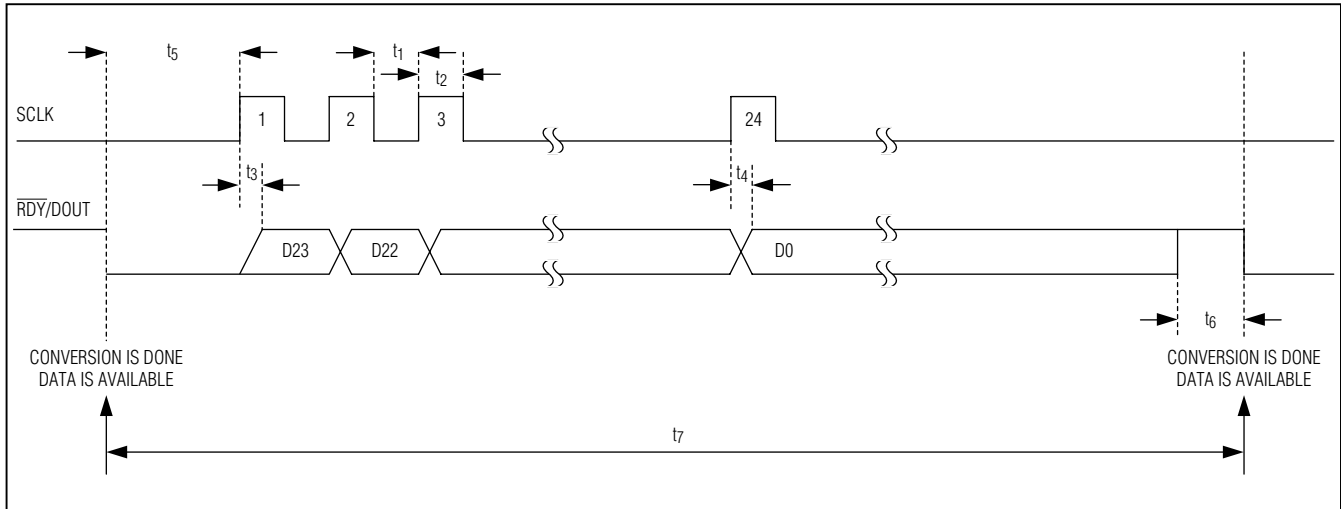 t5
t1
t2
SCLK
1
2
3
24
t3
t4
RDY/DOUT
D23
D22
D0
t6
CONVERSION IS DONE
DATA IS AVAILABLE
CONVERSION IS DONE
DATA IS AVAILABLE
t7